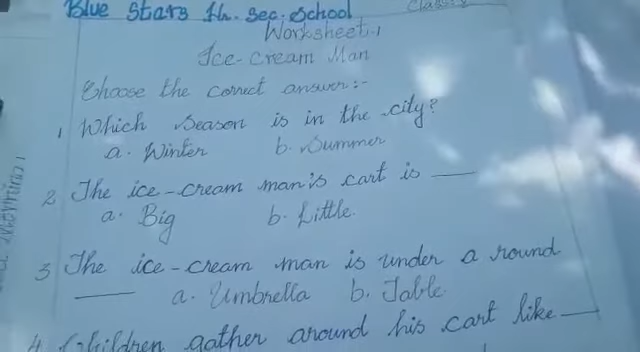 Blue Stars Hr. Sec. School
Worksheet-1
Ice-cream Man
Choose the correct answer:-
1 Which season is in the city?
a. Winter b. Summer
2 The ice-cream man's cart is ___
a. Big b. Little
3 The ice-cream man is under a round
___ a. Umbrella b. Table
4. Children gather around his cart like ___